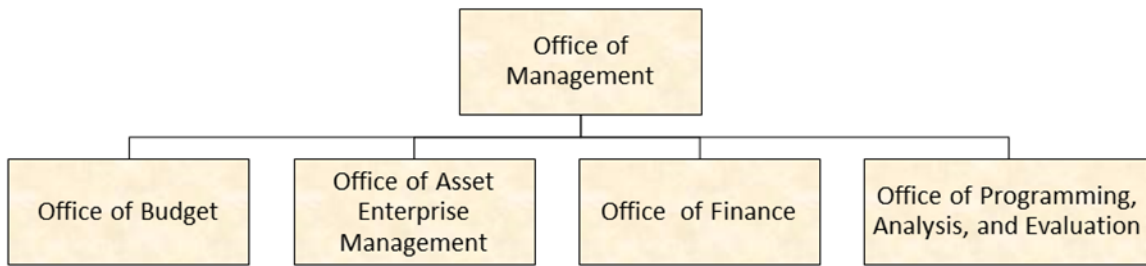 Office of
Management
Office of Budget
Office of Asset
Enterprise
Management
Office of Finance
Office of Programming,
Analysis, and Evaluation